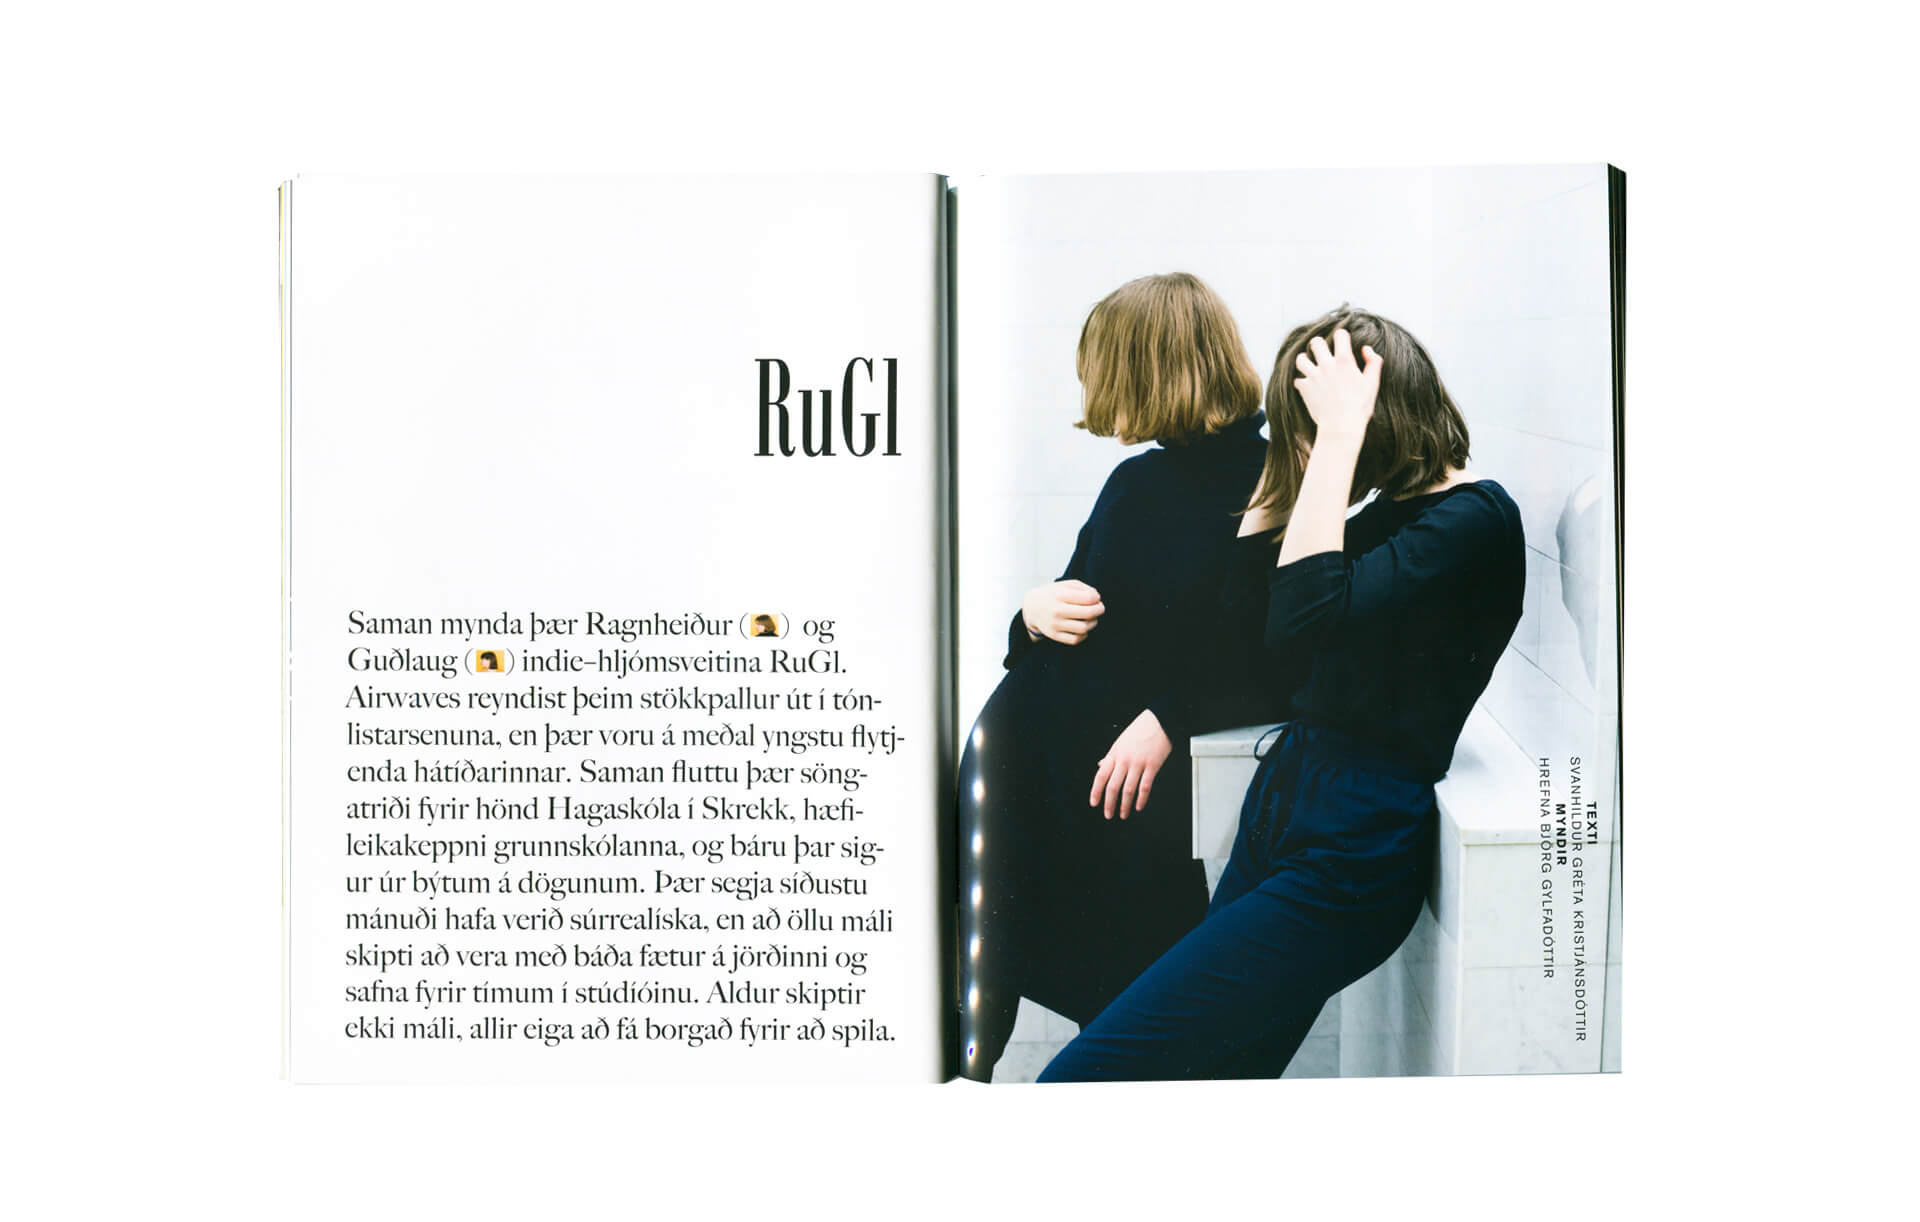 RuGl
Saman mynda þær Ragnheiður ( ) og
Guðlaug ( ) indie–hljómsveitina RuGl.
Airwaves reyndist þeim stökkpallur út í tón-
listarsenuna, en þær voru á meðal yngstu flytj-
enda hátíðarinnar. Saman fluttu þær söng-
atriði fyrir hönd Hagaskóla í Skrekk, hæfi-
leikakeppni grunnskólanna, og báru þar sig-
ur úr býtum á dögunum. Þær segja síðustu
mánuði hafa verið súrrealíska, en að öllu máli
skipti að vera með báða fætur á jörðinni og
safna fyrir tímum í stúdíóinu. Aldur skiptir
ekki máli, allir eiga að fá borgað fyrir að spila.
TEXTI
SVANHILDUR GRÉTA KRISTJÁNSDÓTTIR
MYNDIR
HREFNA BJÖRG GYLFADÓTTIR